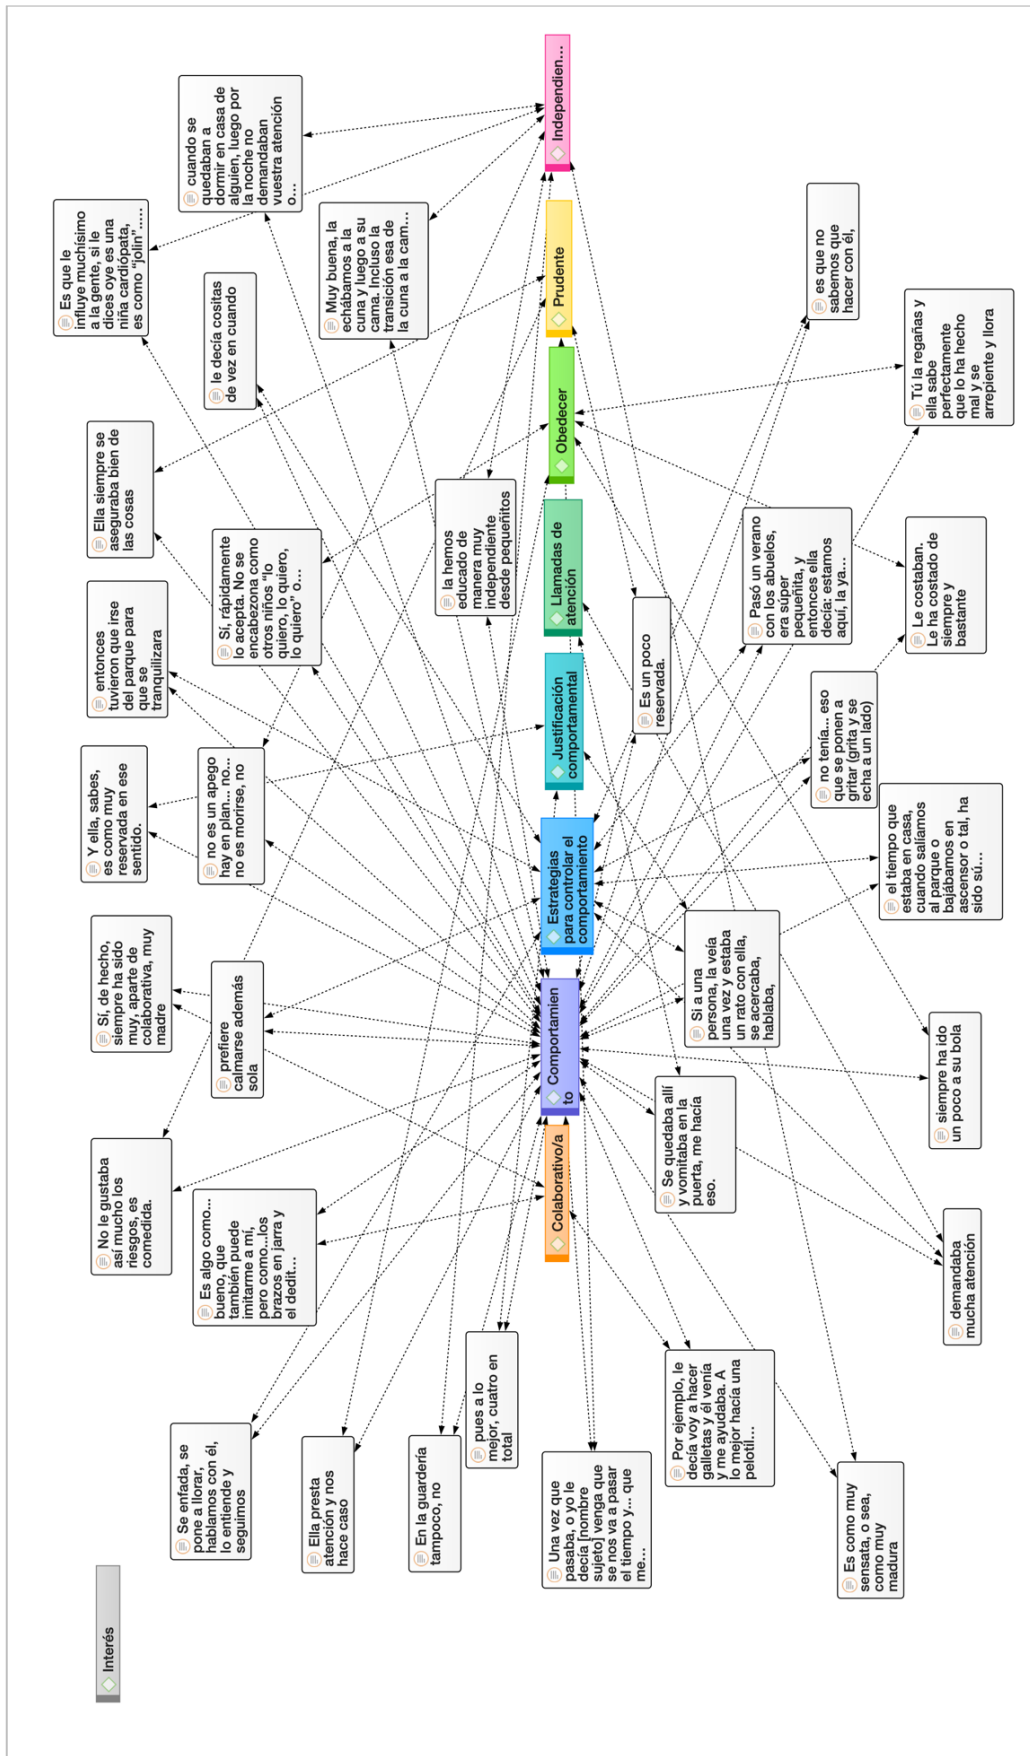 Interés
No le gustaba
así mucho los
riesgos, es
comedida.
Sí, de hecho,
siempre ha sido
muy, aparte de
colaborativa, muy
madre
Y ella, sabes,
es como muy
reservada en ese
sentido.
entonces
tuvieron que irse
del parque para
que se
tranquilizara
Ella siempre se
aseguraba bien de
las cosas
Es que le
influye muchísimo
a la gente, si le
dices oye es una
niña cardiópata,
es como “jolin”.....
Se enfada, se
pone a llorar,
hablamos con él,
lo entiende y
seguimos
Es algo como...
bueno, que
también puede
imitarme a mí,
pero como...los
brazos en jarra y
el dedit...
prefiere
calmarse además
sola
no es un apego
hay en plan... no...
no es morirse, no
Sí, rápidamente
lo acepta. No se
encabezona como
otros niños “lo
quiero, lo quiero,
lo quiero” o...
le decía cositas
de vez en cuando
cuando se
quedaban a
dormir en casa de
alguien, luego por
la noche no
demandaban
vuestra atención
o...
Ella presta
atención y nos
hace caso
Muy buena, la
echábamos a la
cuna y luego a su
cama. Incluso la
transición esa de
la cuna a la cam...
En la guardería
tampoco, no
la hemos
educado de
manera muy
independiente
desde pequeñitos
pues a lo
mejor, cuatro en
total
Una vez que
pasaba, o yo le
decía [nombre
sujeto] venga que
se nos va a pasar
el tiempo y... que
me...
Colaborativo/a
Comportamien
to
Estrategias
para controlar el
comportamiento
Justificación
comportamental
Llamadas de
atención
Obedecer
Prudente
Independien...
Por ejemplo, le
decía voy a hacer
galletas y él venía
y me ayudaba. A
lo mejor hacía una
pelotil...
Se quedaba allí
y vomitaba en la
puerta, me hacía
eso.
Si a una
persona, la veía
una vez y estaba
un rato con ella,
se acercaba,
hablaba,
Es un poco
reservada.
Pasó un verano
con los abuelos,
era súper
pequeñita, y
entonces ella
decía: estamos
aquí, la ya...
es que no
sabemos que
hacer con él,
Es como muy
sensata, o sea,
como muy
madura
no tenía...eso
que se ponen a
gritar (grita y se
echa a un lado)
el tiempo que
estaba en casa,
cuando salíamos
al parque o
bajábamos en
ascensor o tal, ha
sido sú...
Le costaban.
Le ha costado de
siempre y
bastante
Tú la regañas y
ella sabe
perfectamente
que lo ha hecho
mal y se
arrepiente y llora
demandaba
mucha atención
siempre ha ido
un poco a su bola